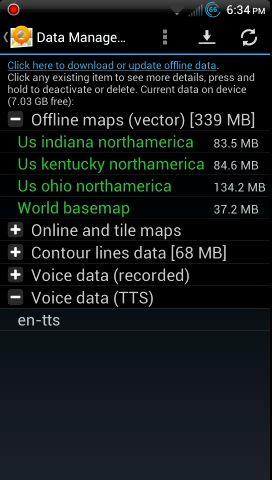 66 6:34 PM
Data Manage...
Click here to download or update offline data.
Click any existing item to see more details, press and
hold to deactivate or delete. Current data on device
(7.03 GB free):
Offline maps (vector) [339 MB]
Us indiana northamerica 83.5 MB
Us kentucky northamerica 84.6 MB
Us ohio northamerica 134.2 MB
World basemap 37.2 MB
Online and tile maps
Contour lines data [68 MB]
Voice data (recorded)
Voice data (TTS)
en-tts